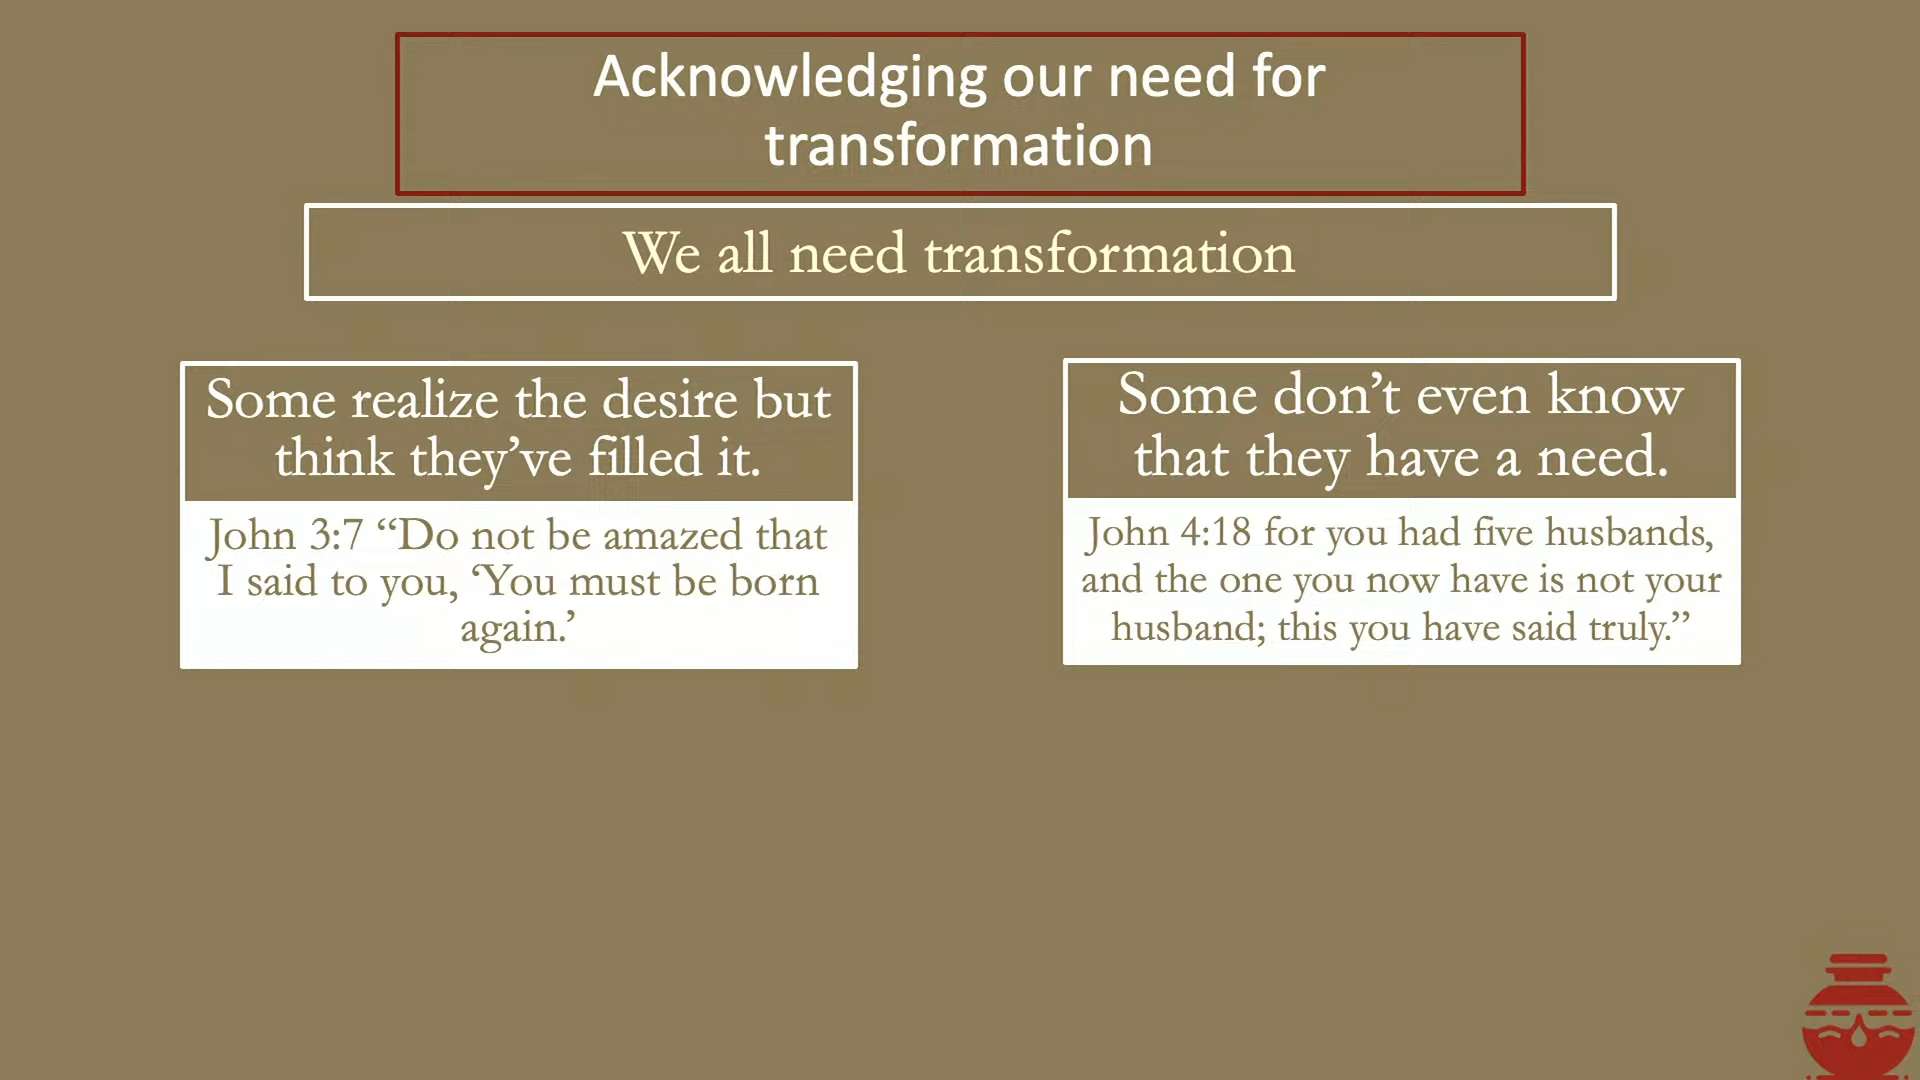 Acknowledging our need for
transformation
We all need transformation
Some realize the desire but
think they’ve filled it.
John 3:7 “Do not be amazed that
I said to you, ‘You must be born
again.’
Some don’t even know
that they have a need.
John 4:18 for you had five husbands,
and the one you now have is not your
husband; this you have said truly.”